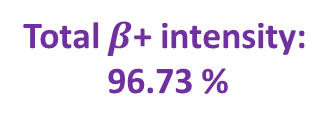 Total β+ intensity:
96.73 %